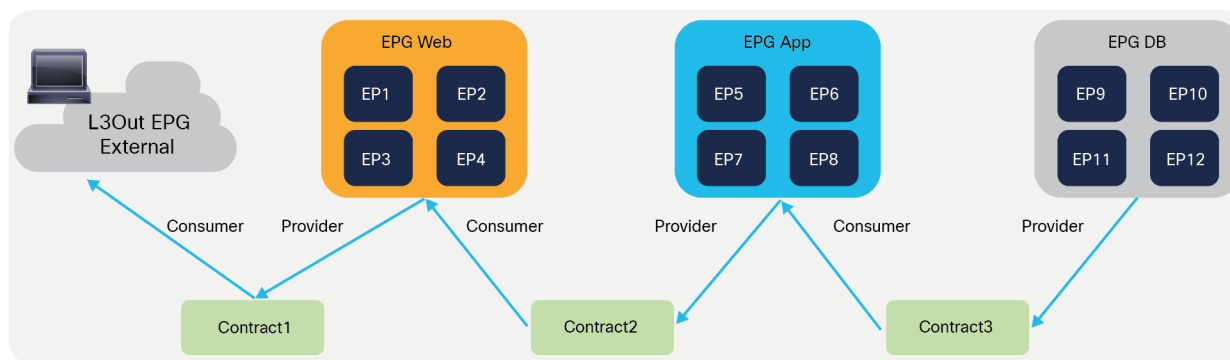 EPG Web
EPG App
EPG DB
L3Out EPG
External
EP1
EP2
EP3
EP4
EP5
EP6
EP7
EP8
EP9
EP10
EP11
EP12
Consumer
Provider
Consumer
Provider
Consumer
Provider
Contract1
Contract2
Contract3